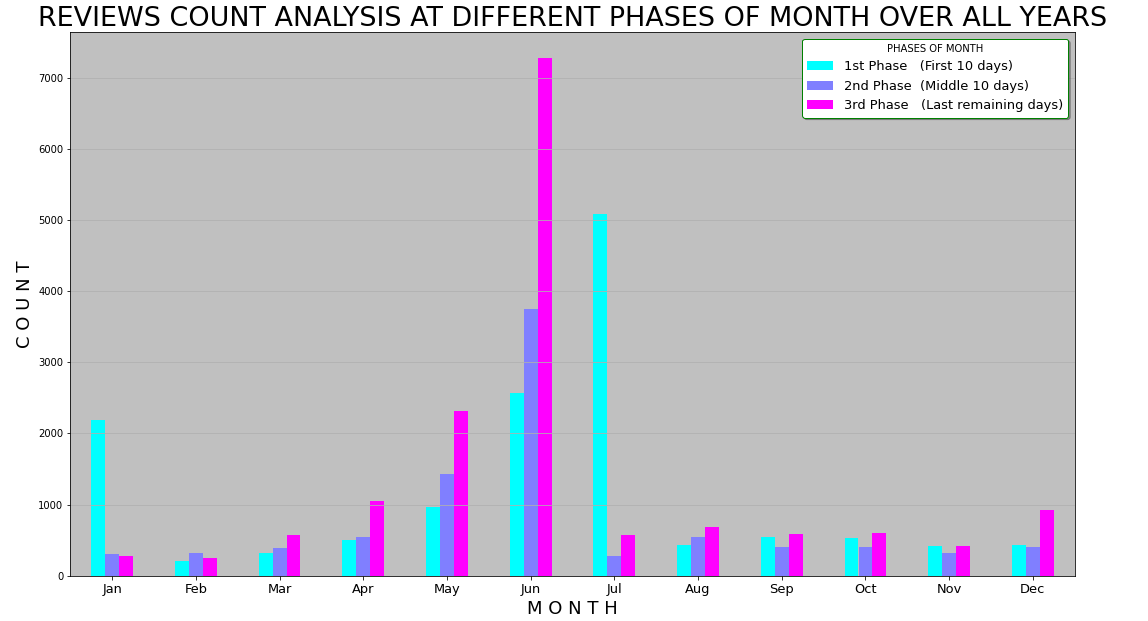 REVIEWS COUNT ANALYSIS AT DIFFERENT PHASES OF MONTH OVER ALL YEARS
PHASES OF MONTH
1st Phase (First 10 days)
2nd Phase (Middle 10 days)
3rd Phase (Last remaining days)
7000
6000
5000
4000
3000
2000
1000
0
C O U N T
Jan Feb Mar Apr May Jun Jul Aug Sep Oct Nov Dec
M O N T H